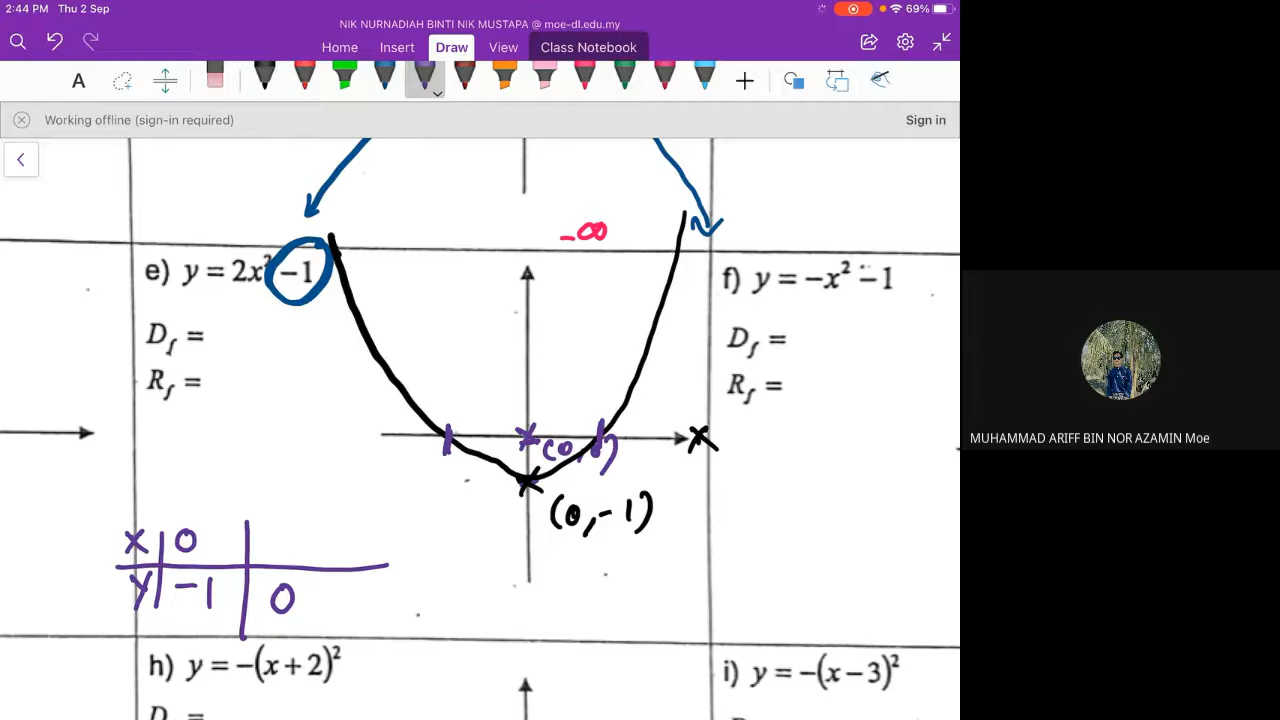 2:44 PM Thu 2 Sep
69%
NIK NURNADIAH BINTI NIK MUSTAPA @ moe-dl.edu.my
Home Insert Draw View Class Notebook
A
Working offline (sign-in required)
Sign in
-∞
e) y = 2x² -1
D_f =
R_f =
f) y = -x² -1
D_f =
R_f =
x
(0,
(0, -1)
x 0
y -1 0
h) y = -(x+2)²
i) y = -(x-3)²
MUHAMMAD ARIFF BIN NOR AZAMIN Moe